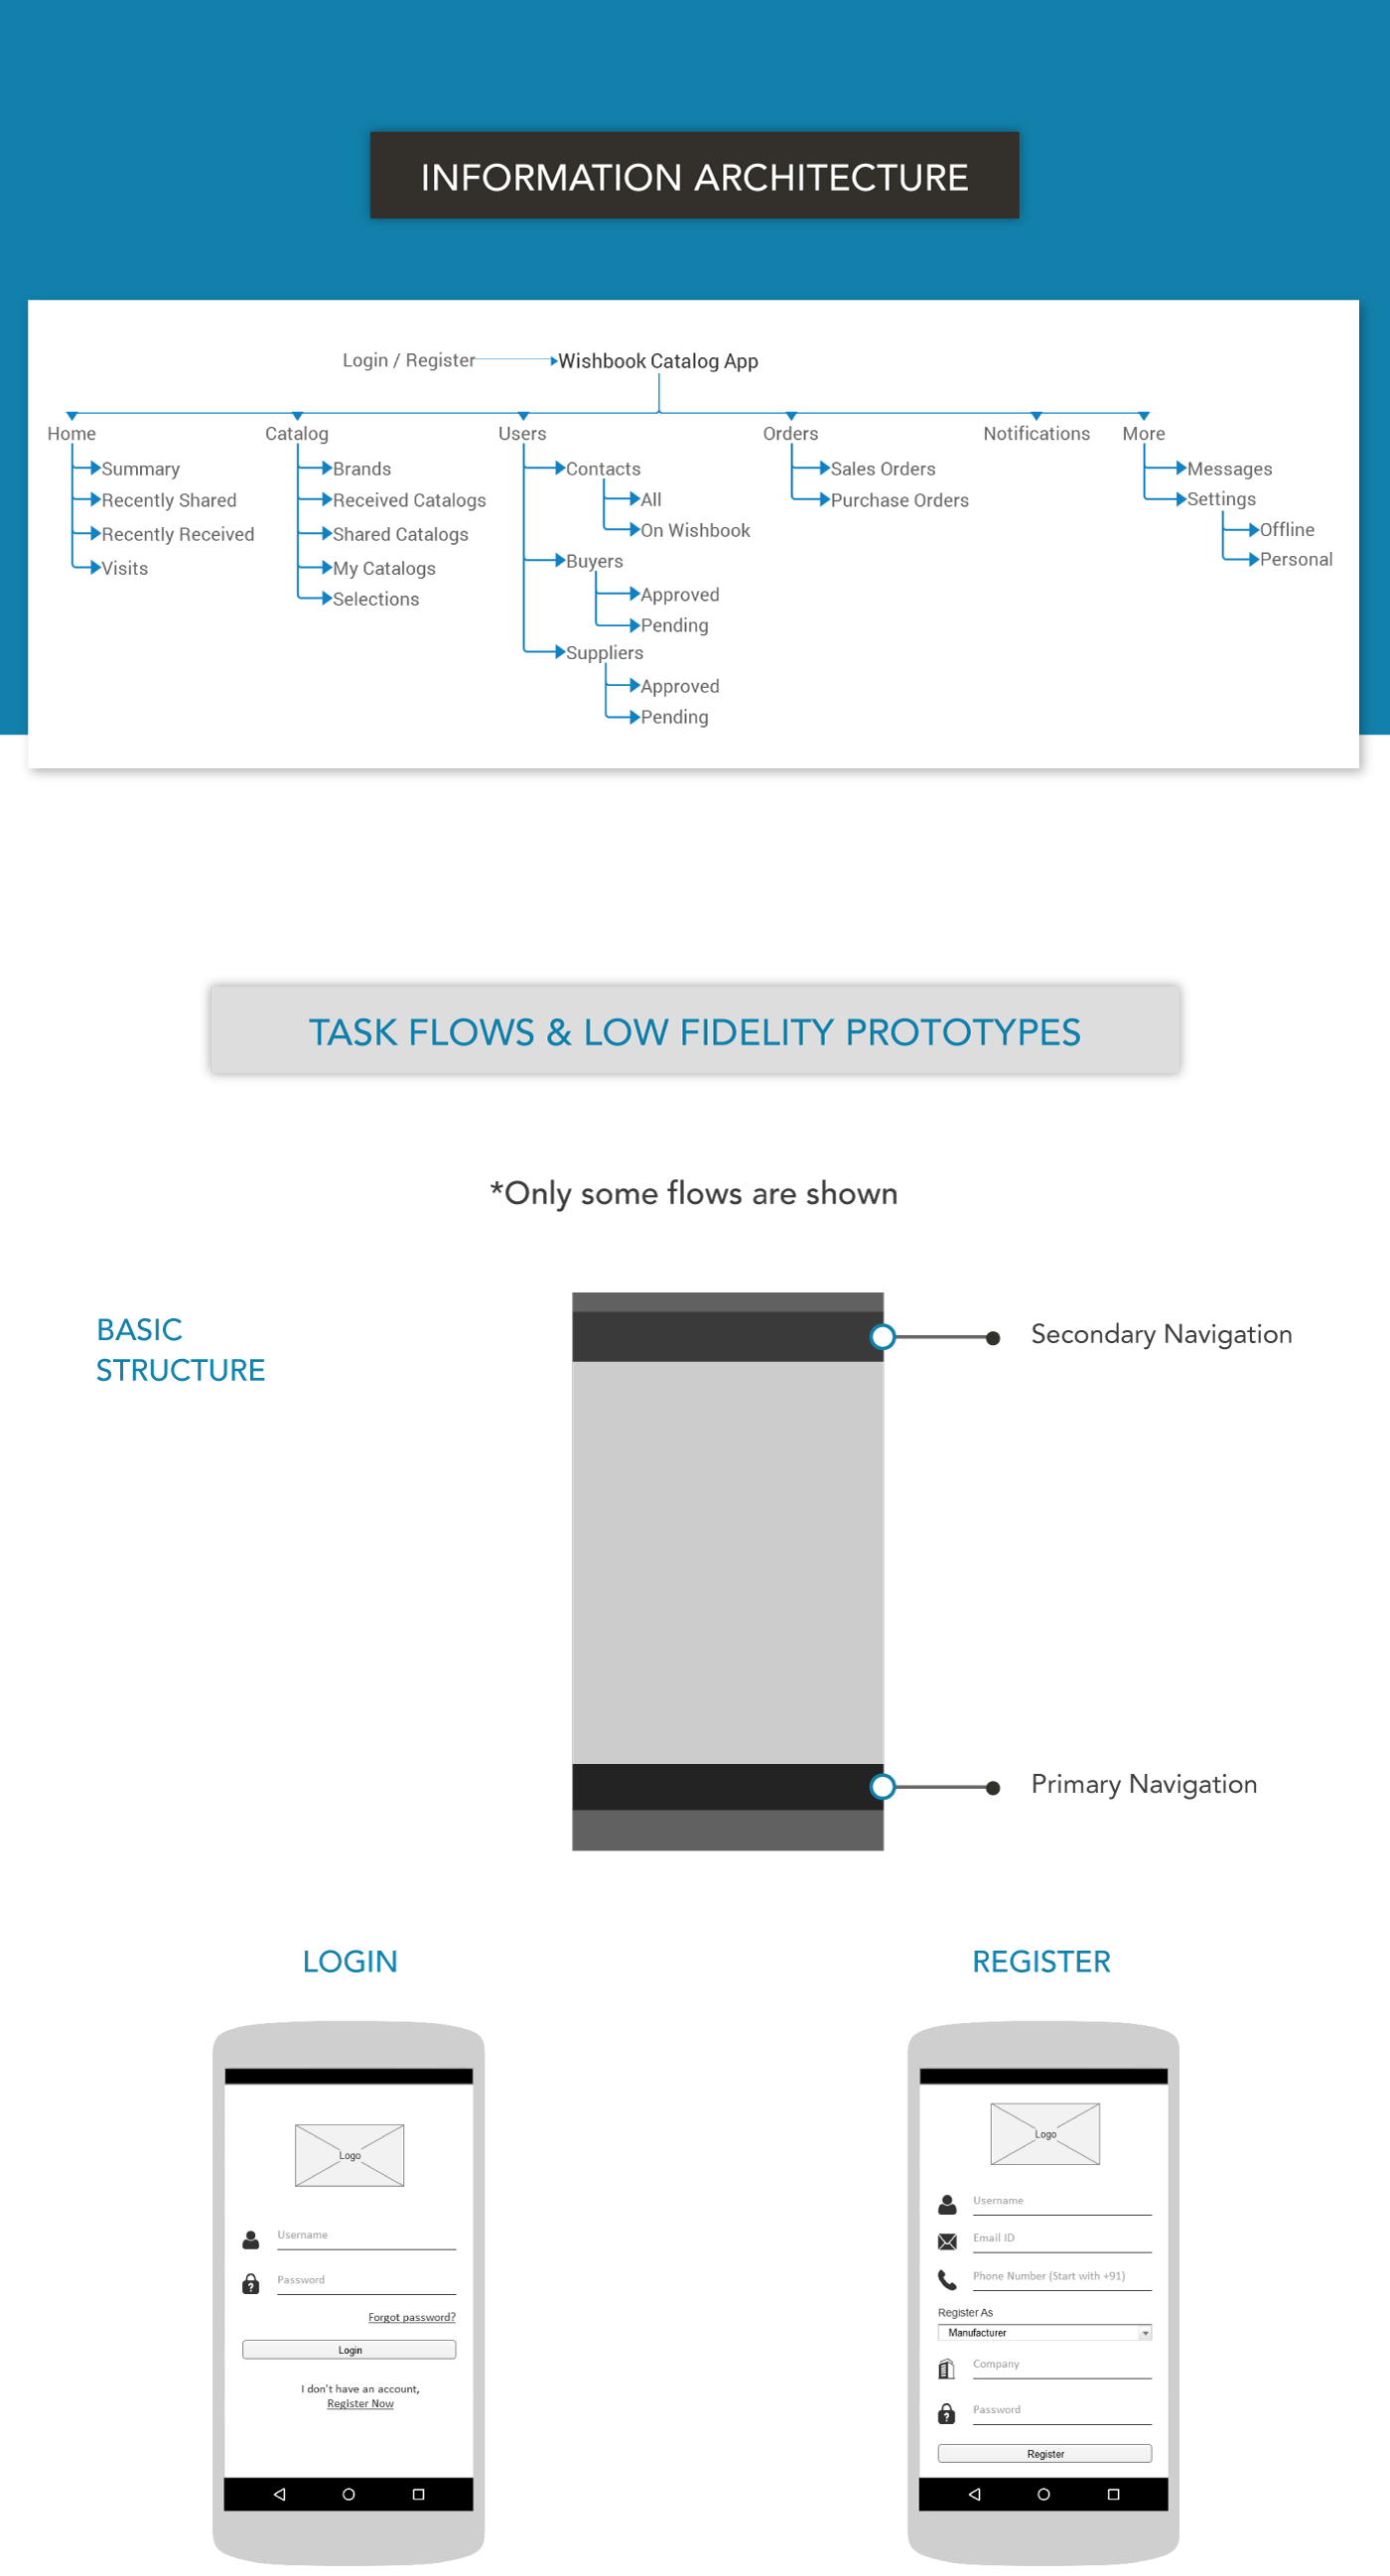 INFORMATION ARCHITECTURE
Login / Register
Wishbook Catalog App
Home
Catalog
Users
Orders
Notifications
More
Summary
Recently Shared
Recently Received
Visits
Brands
Received Catalogs
Shared Catalogs
My Catalogs
Selections
Contacts
All
On Wishbook
Buyers
Approved
Pending
Suppliers
Approved
Pending
Sales Orders
Purchase Orders
Messages
Settings
Offline
Personal
TASK FLOWS & LOW FIDELITY PROTOTYPES
*Only some flows are shown
BASIC
STRUCTURE
Secondary Navigation
Primary Navigation
LOGIN
Logo
Username
Password
Forgot password?
Login
I don't have an account,
Register Now
REGISTER
Logo
Username
Email ID
Phone Number (Start with +91)
Register As
Manufacturer
Company
Password
Register